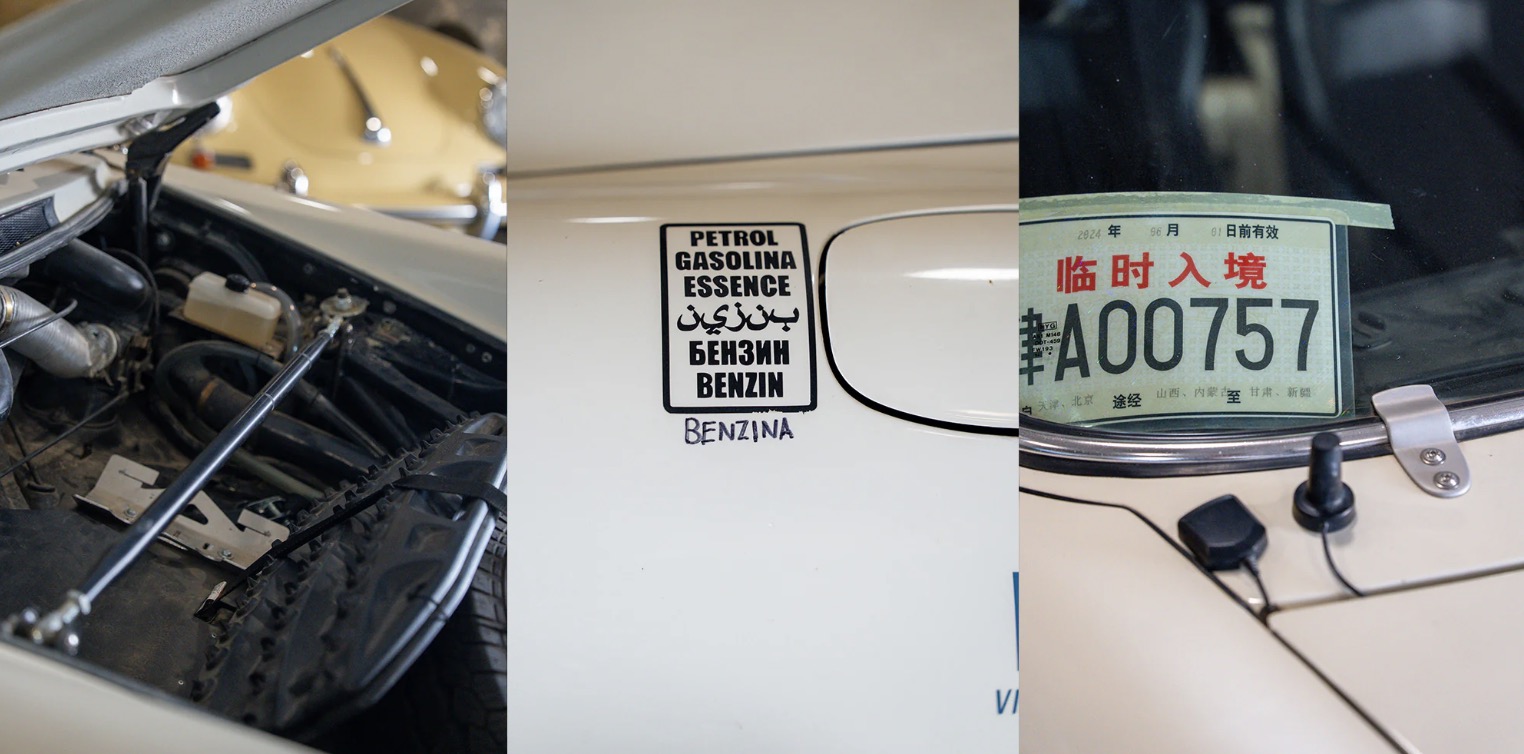 PETROL
GASOLINA
ESSENCE
بنزين
БЕНЗИН
BENZIN
BENZINA
VI
2024 年 06 月 01 日前有效
临时入境
津A00757
自 天津、北京 途经 山西、内蒙古 至 甘肃、新疆